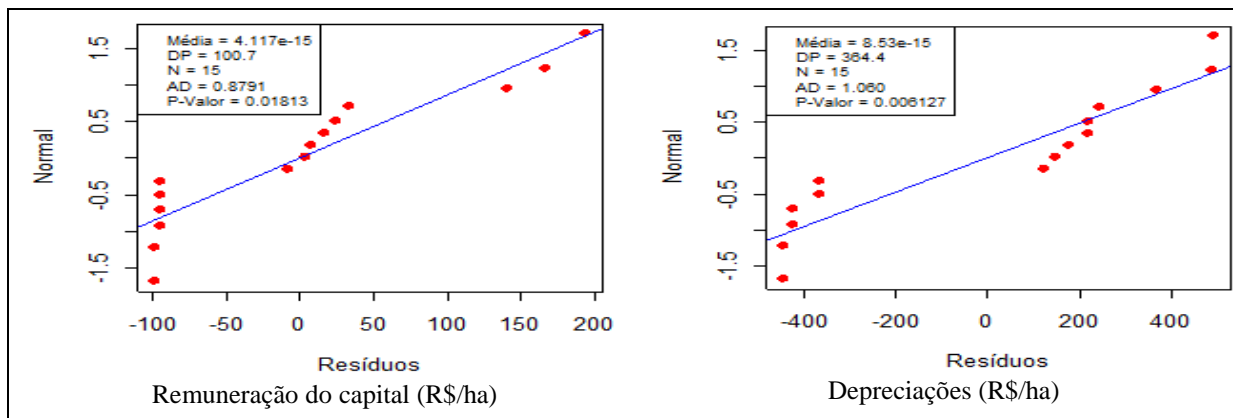 Média = 4.117e-15
DP = 100.7
N = 15
AD = 0.8791
P-Valor = 0.01813
Normal
1.5
0.5
-0.5
-1.5
-100 -50 0 50 100 150 200
Resíduos
Remuneração do capital (R$/ha)
Média = 8.53e-15
DP = 364.4
N = 15
AD = 1.060
P-Valor = 0.006127
Normal
1.5
0.5
-0.5
-1.5
-400 -200 0 200 400
Resíduos
Depreciações (R$/ha)